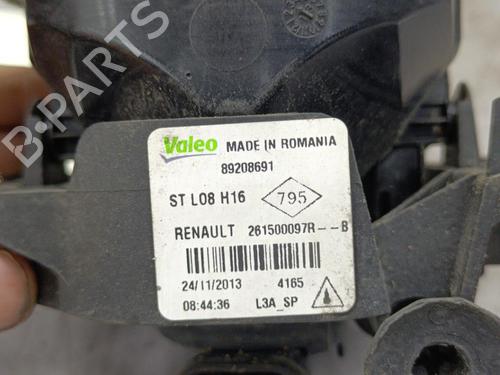 B-PARTS
Valeo MADE IN ROMANIA
89208691
ST L08 H16 795
RENAULT 261500097R--B
24/11/2013 4165
08:44:36 L3A_SP